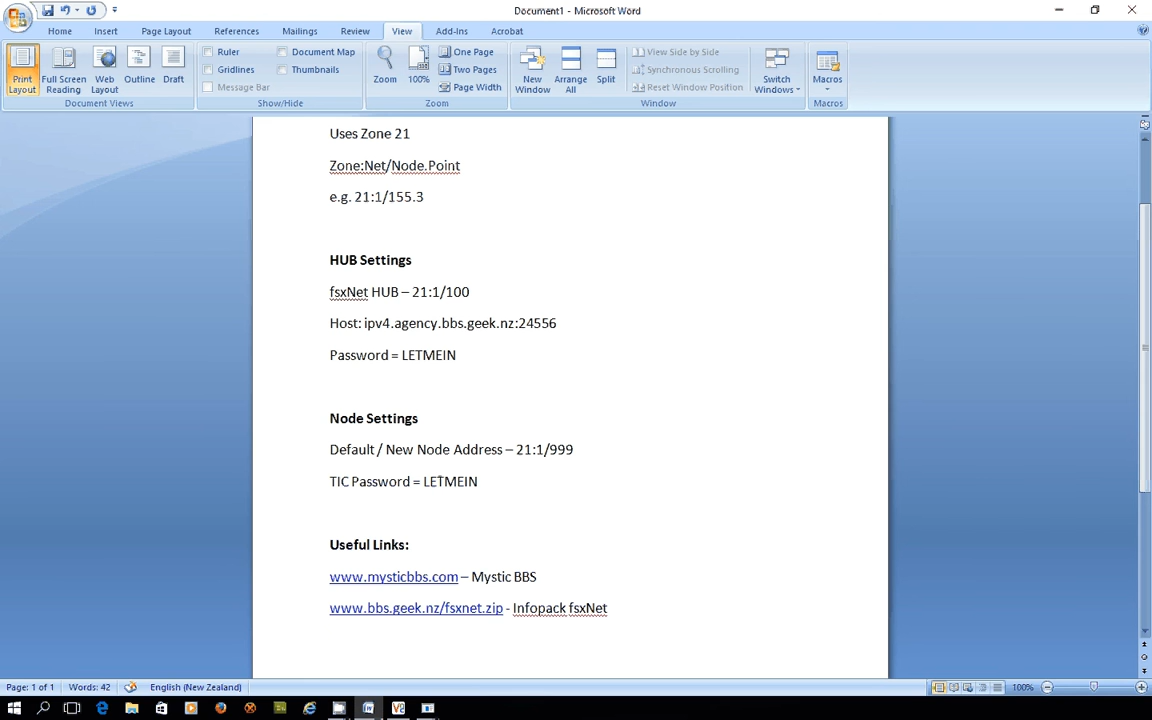 Document1 - Microsoft Word
Home Insert Page Layout References Mailings Review View Add-Ins Acrobat
Print Layout Full Screen Reading Web Layout Outline Draft
Ruler Document Map
Gridlines Thumbnails
Message Bar
Zoom 100% One Page
Two Pages
Page Width
New Window Arrange All Split
View Side by Side
Synchronous Scrolling
Reset Window Position
Switch Windows Macros
Document Views Show/Hide Zoom Window Macros
Uses Zone 21
Zone:Net/Node.Point
e.g. 21:1/155.3
HUB Settings
fsxNet HUB – 21:1/100
Host: ipv4.agency.bbs.geek.nz:24556
Password = LETMEIN
Node Settings
Default / New Node Address – 21:1/999
TIC Password = LETMEIN
Useful Links:
www.mysticbbs.com – Mystic BBS
www.bbs.geek.nz/fsxnet.zip - Infopack fsxNet
Page: 1 of 1 Words: 42 English (New Zealand) 100%